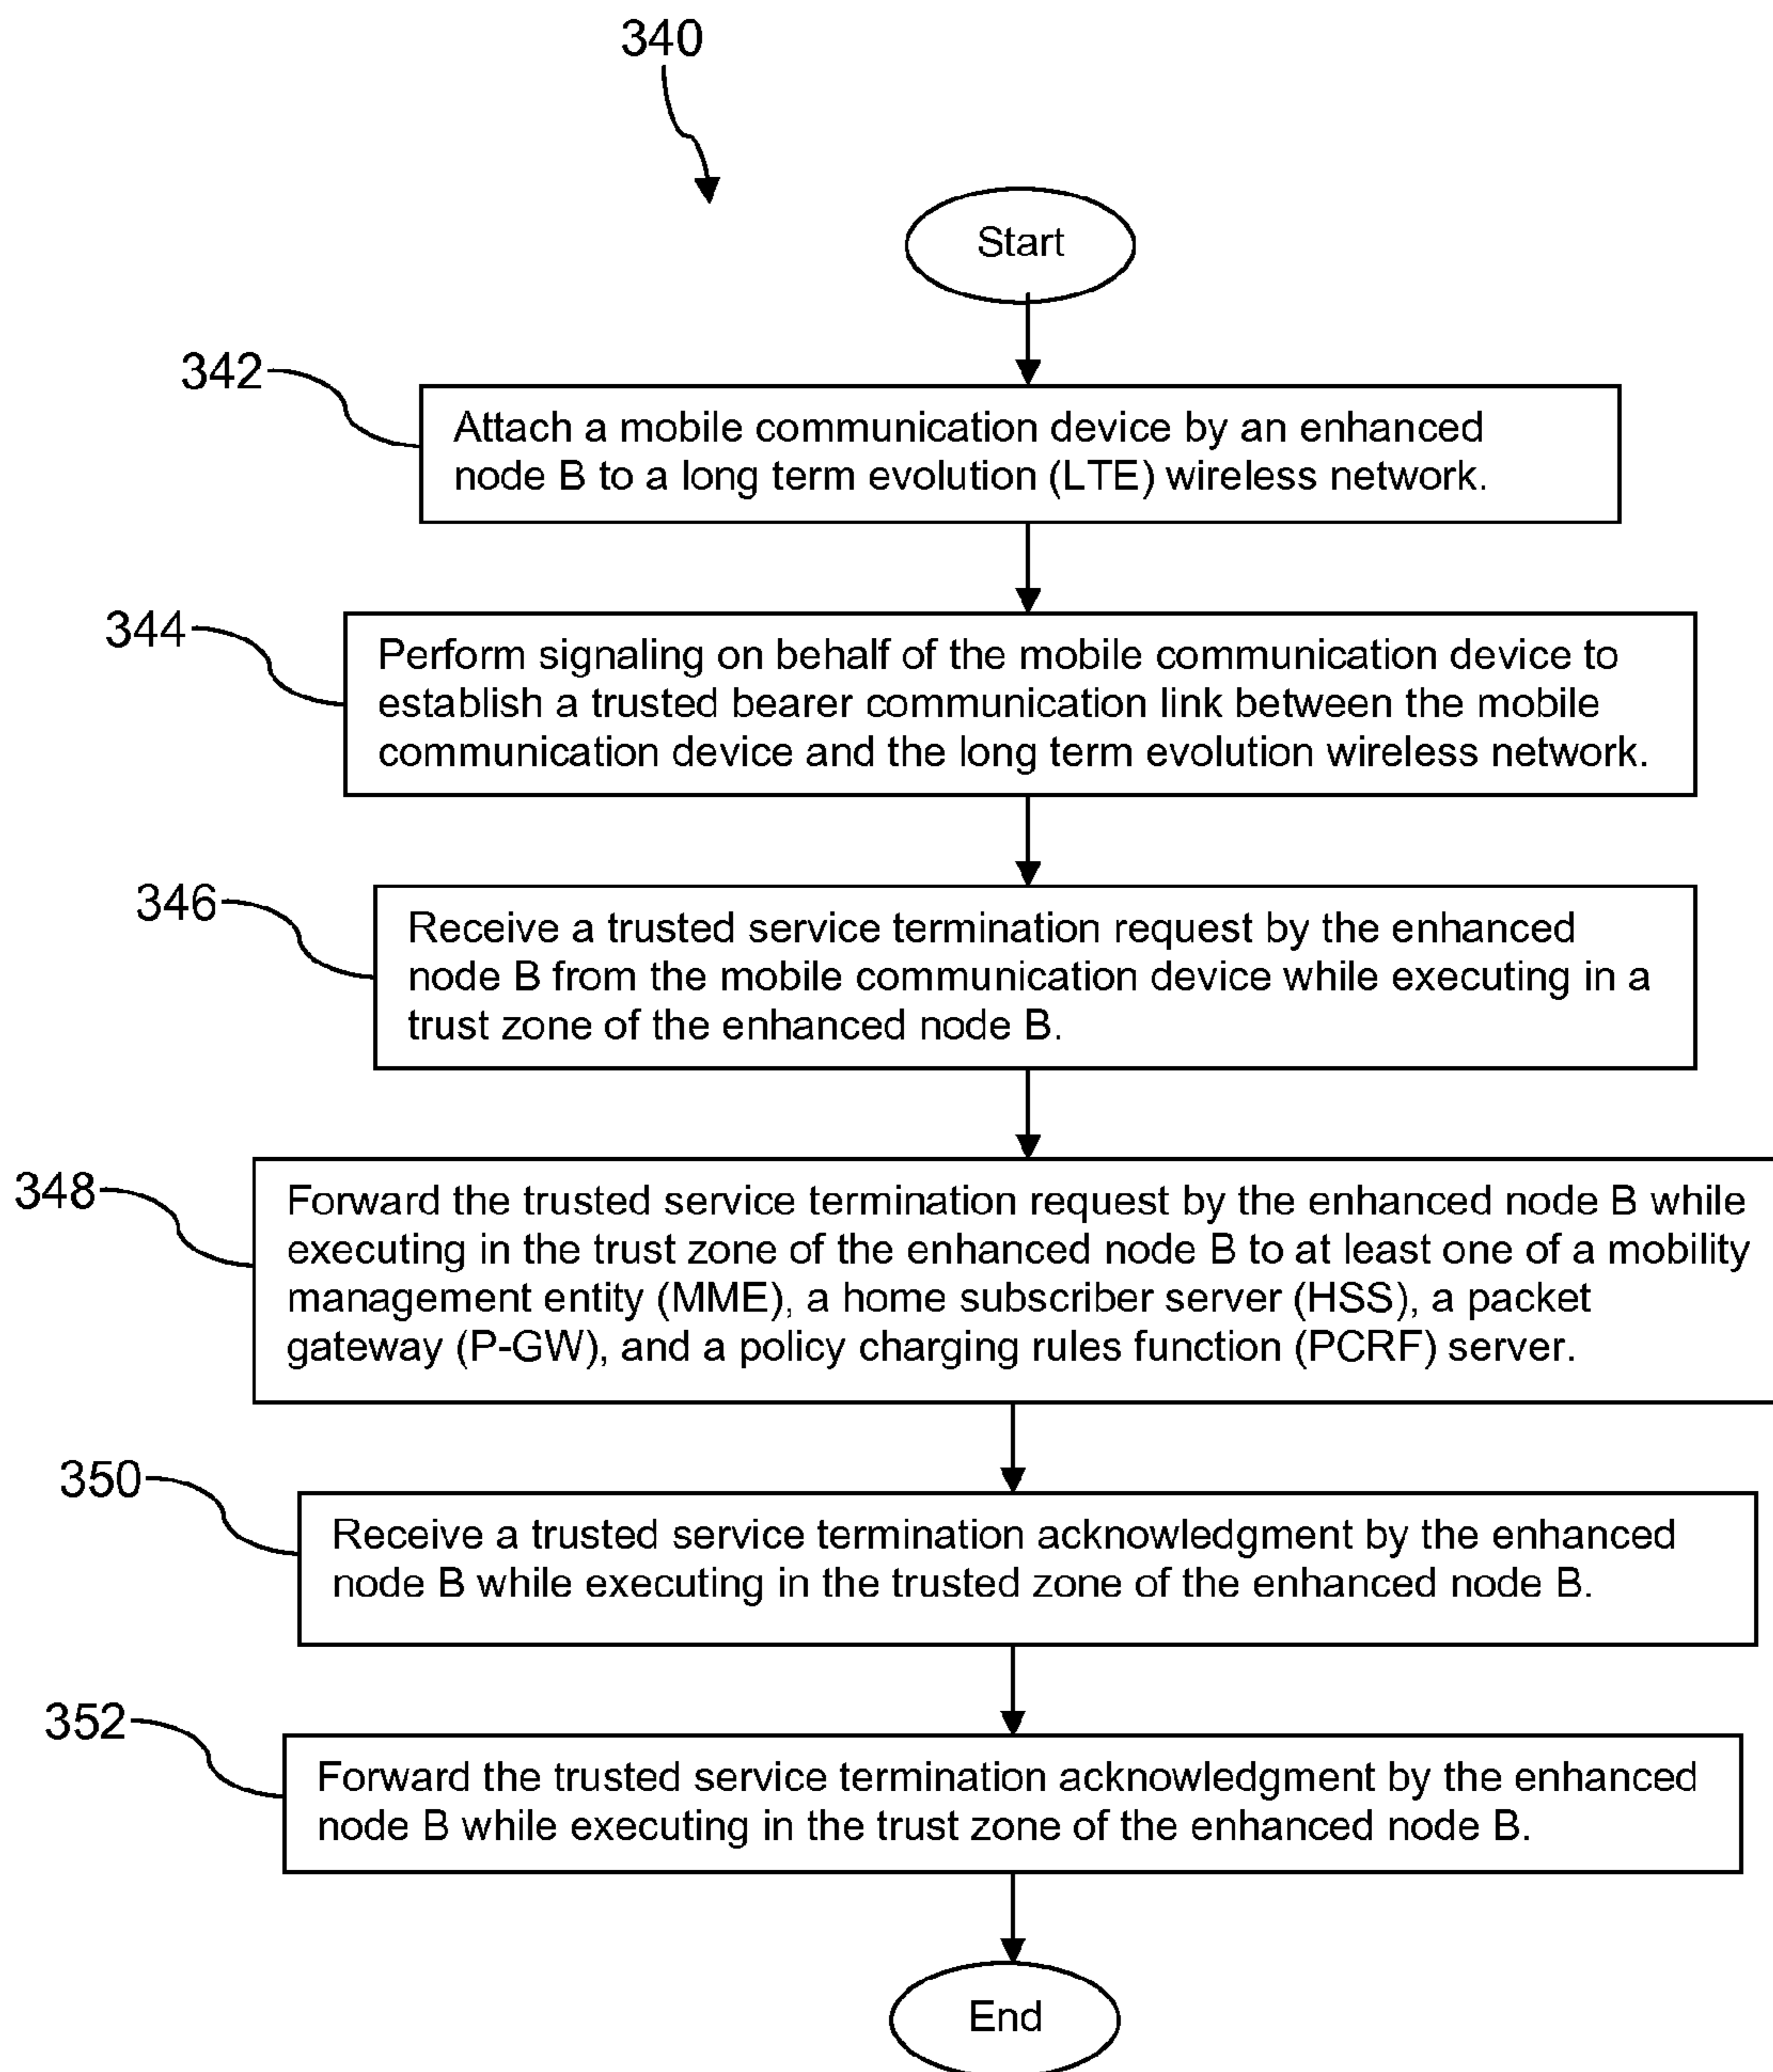 340
Start
342
Attach a mobile communication device by an enhanced
node B to a long term evolution (LTE) wireless network.
344
Perform signaling on behalf of the mobile communication device to
establish a trusted bearer communication link between the mobile
communication device and the long term evolution wireless network.
346
Receive a trusted service termination request by the enhanced
node B from the mobile communication device while executing in a
trust zone of the enhanced node B.
348
Forward the trusted service termination request by the enhanced node B while
executing in the trust zone of the enhanced node B to at least one of a mobility
management entity (MME), a home subscriber server (HSS), a packet
gateway (P-GW), and a policy charging rules function (PCRF) server.
350
Receive a trusted service termination acknowledgment by the enhanced
node B while executing in the trusted zone of the enhanced node B.
352
Forward the trusted service termination acknowledgment by the enhanced
node B while executing in the trust zone of the enhanced node B.
End